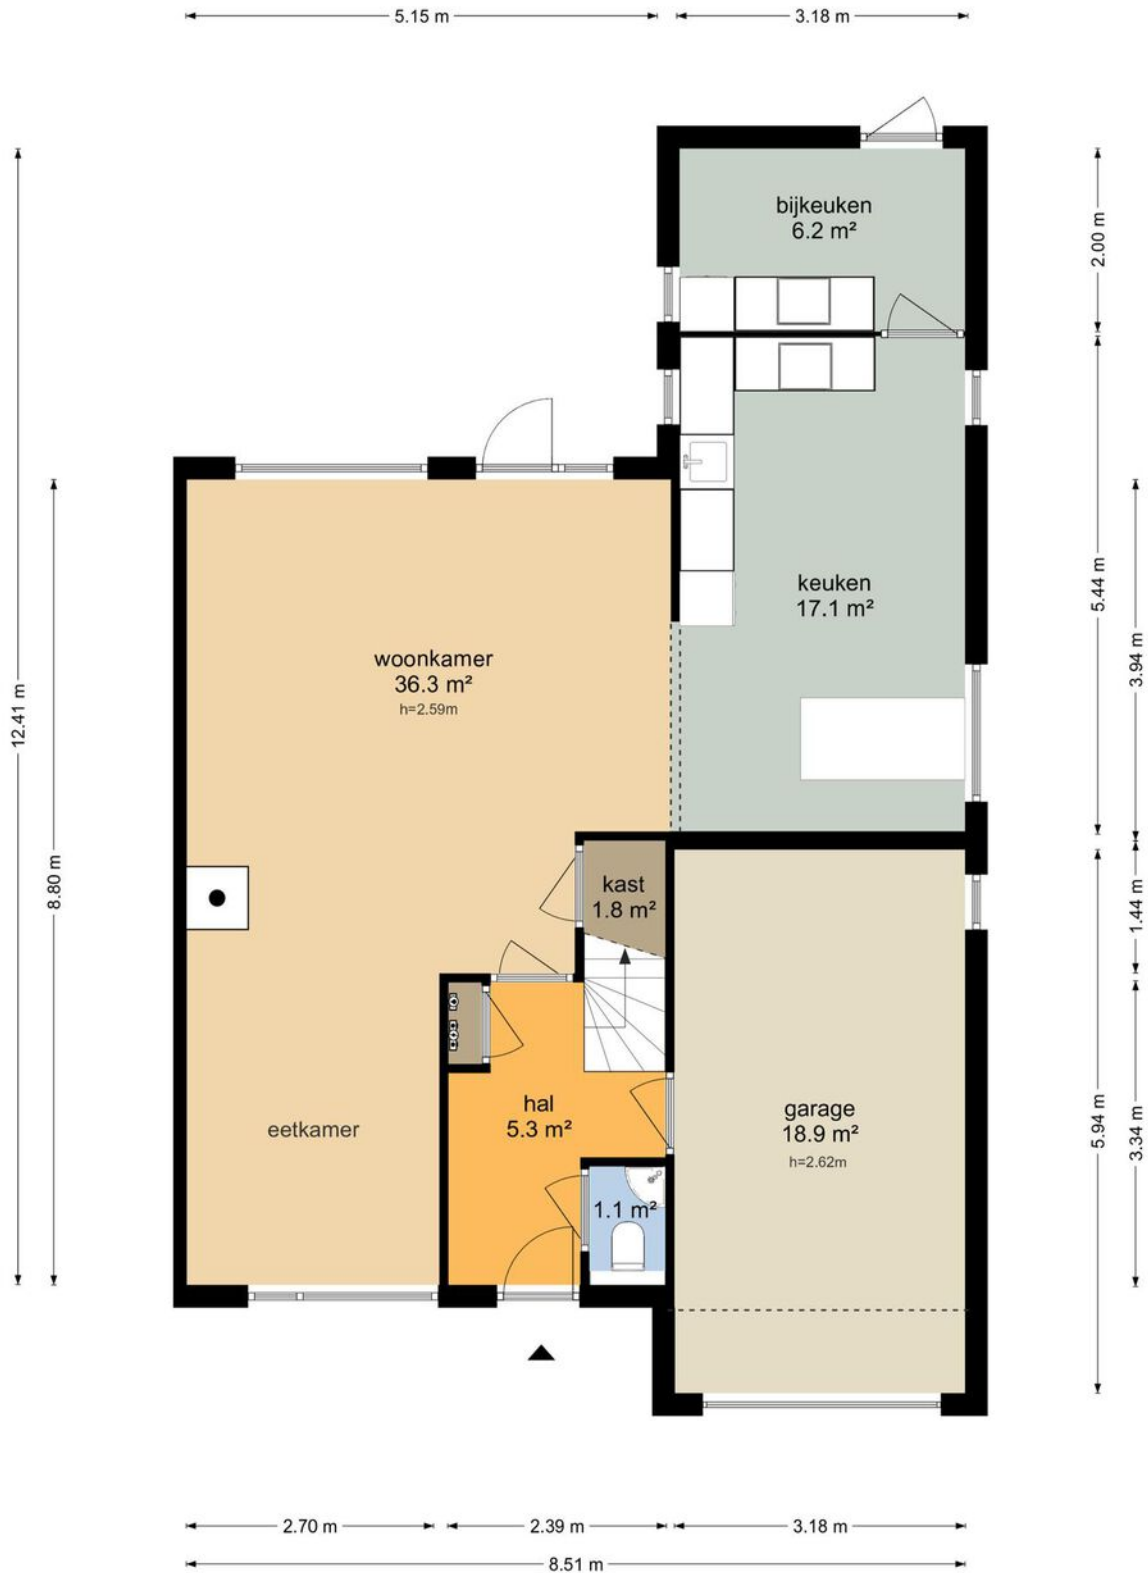 5.15 m
3.18 m
bijkeuken
6.2 m²
2.00 m
12.41 m
8.80 m
woonkamer
36.3 m²
h=2.59m
keuken
17.1 m²
5.44 m
3.94 m
kast
1.8 m²
1.44 m
hal
5.3 m²
eetkamer
garage
18.9 m²
h=2.62m
5.94 m
3.34 m
1.1 m²
2.70 m
2.39 m
3.18 m
8.51 m